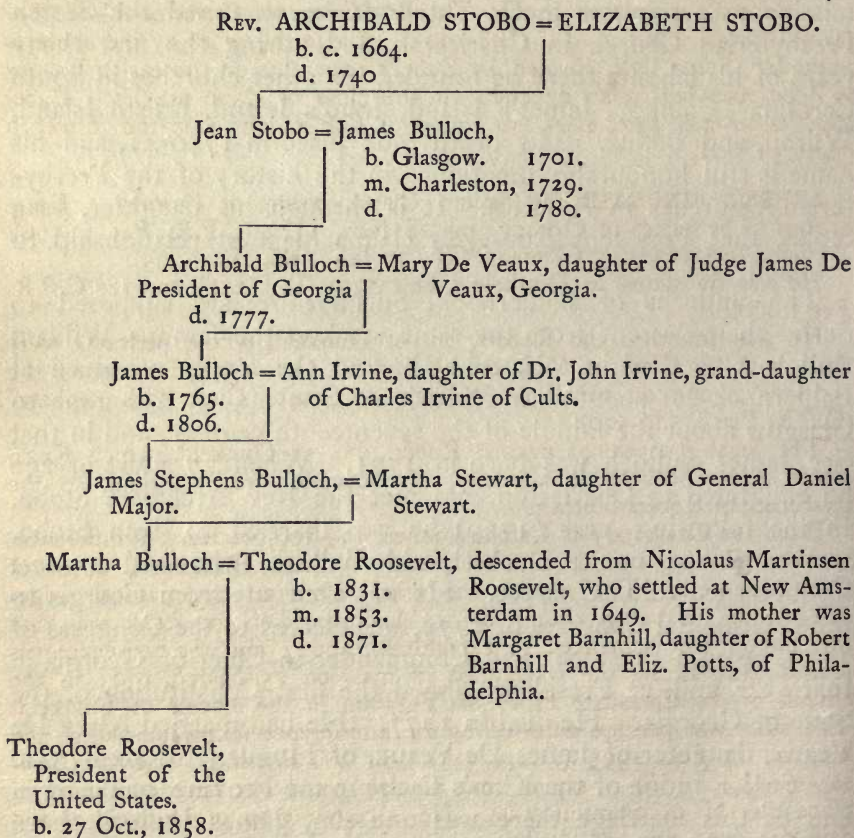 Rev. ARCHIBALD STOBO = ELIZABETH STOBO.
b. c. 1664.
d. 1740
Jean Stobo = James Bulloch,
b. Glasgow. 1701.
m. Charleston, 1729.
d. 1780.
Archibald Bulloch = Mary De Veaux, daughter of Judge James De
President of Georgia Veaux, Georgia.
d. 1777.
James Bulloch = Ann Irvine, daughter of Dr. John Irvine, grand-daughter
b. 1765. of Charles Irvine of Cults.
d. 1806.
James Stephens Bulloch, = Martha Stewart, daughter of General Daniel
Major. Stewart.
Martha Bulloch = Theodore Roosevelt, descended from Nicolaus Martinsen
b. 1831. Roosevelt, who settled at New Ams-
m. 1853. terdam in 1649. His mother was
d. 1871. Margaret Barnhill, daughter of Robert
Barnhill and Eliz. Potts, of Phila-
delphia.
Theodore Roosevelt,
President of the
United States.
b. 27 Oct., 1858.